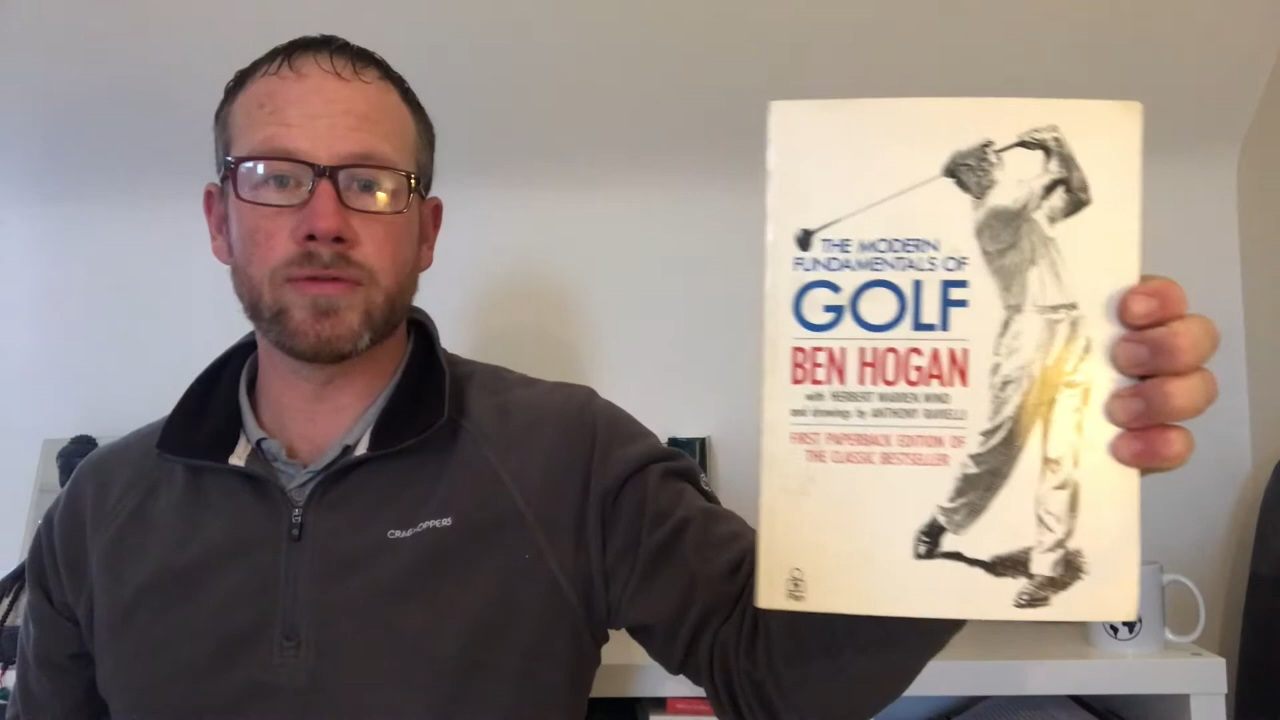 THE MODERN
FUNDAMENTALS OF
GOLF
BEN HOGAN
with HERBERT WARREN WIND
and drawings by ANTHONY RAVIELLI
FIRST PAPERBACK EDITION OF
THE CLASSIC BESTSELLER
CRAGHOPPERS